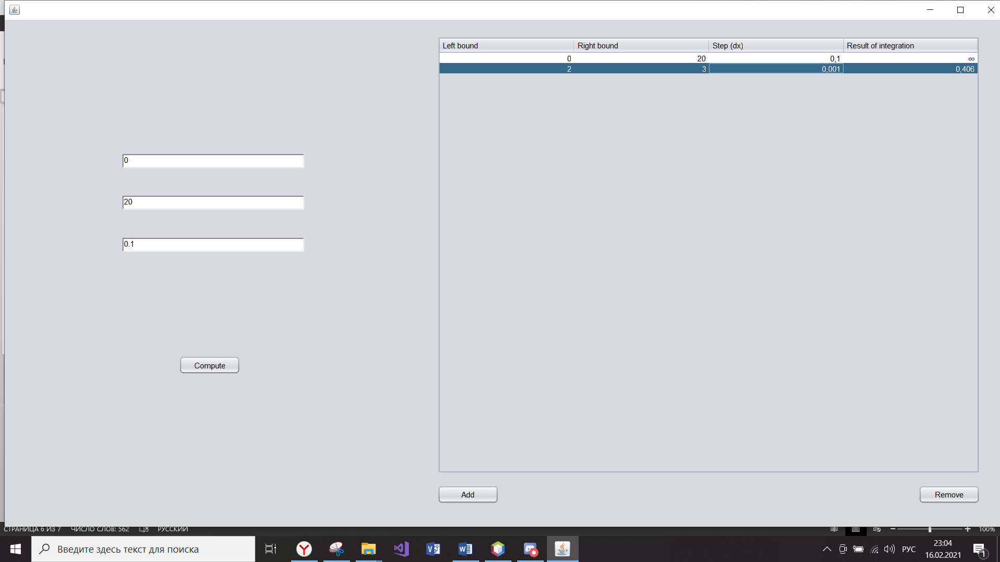 Left bound Right bound Step (dx) Result of integration
0 20 0,1 ∞
2 3 0,001 0,406
0
20
0.1
Compute
Add Remove
СТРАНИЦА 6 ИЗ 7 ЧИСЛО СЛОВ: 562 РУССКИЙ 100%
Введите здесь текст для поиска
РУС
23:04
16.02.2021
1